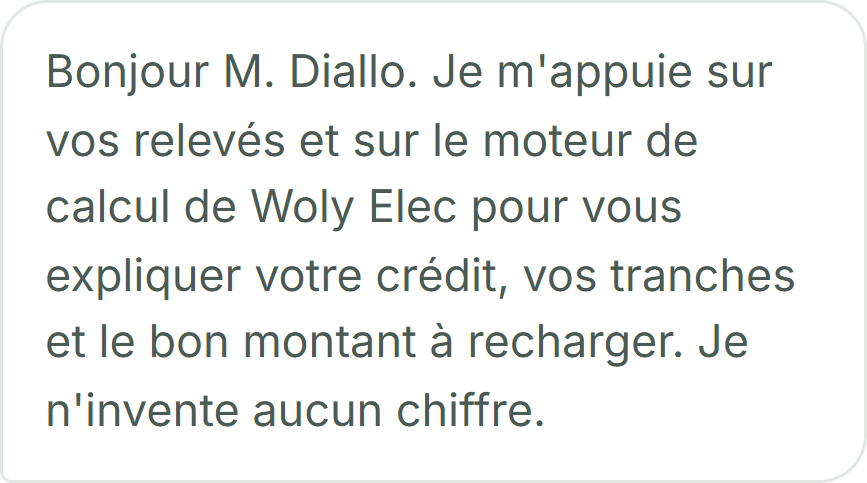 Bonjour M. Diallo. Je m'appuie sur
vos relevés et sur le moteur de
calcul de Woly Elec pour vous
expliquer votre crédit, vos tranches
et le bon montant à recharger. Je
n'invente aucun chiffre.